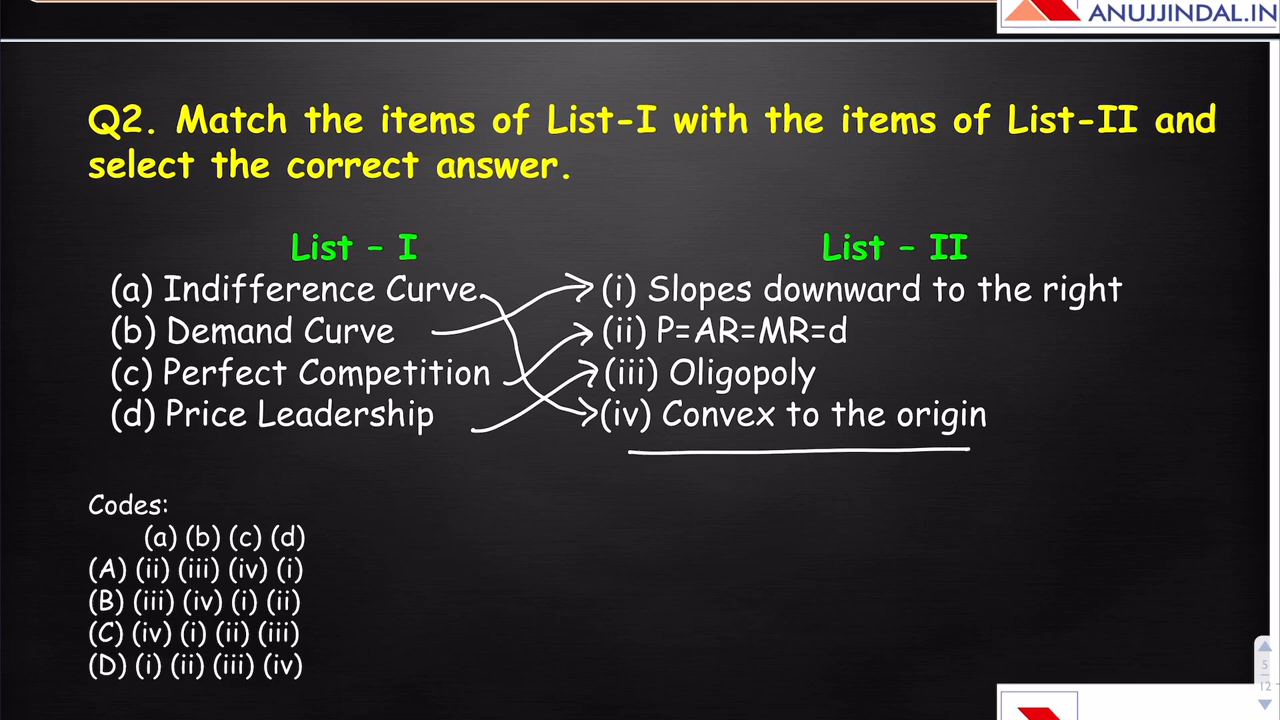 ANUJJINDAL.IN
Q2. Match the items of List-I with the items of List-II and
select the correct answer.
List – I List – II
(a) Indifference Curve (i) Slopes downward to the right
(b) Demand Curve (ii) P=AR=MR=d
(c) Perfect Competition (iii) Oligopoly
(d) Price Leadership (iv) Convex to the origin
Codes:
(a) (b) (c) (d)
(A) (ii) (iii) (iv) (i)
(B) (iii) (iv) (i) (ii)
(C) (iv) (i) (ii) (iii)
(D) (i) (ii) (iii) (iv)
5
12